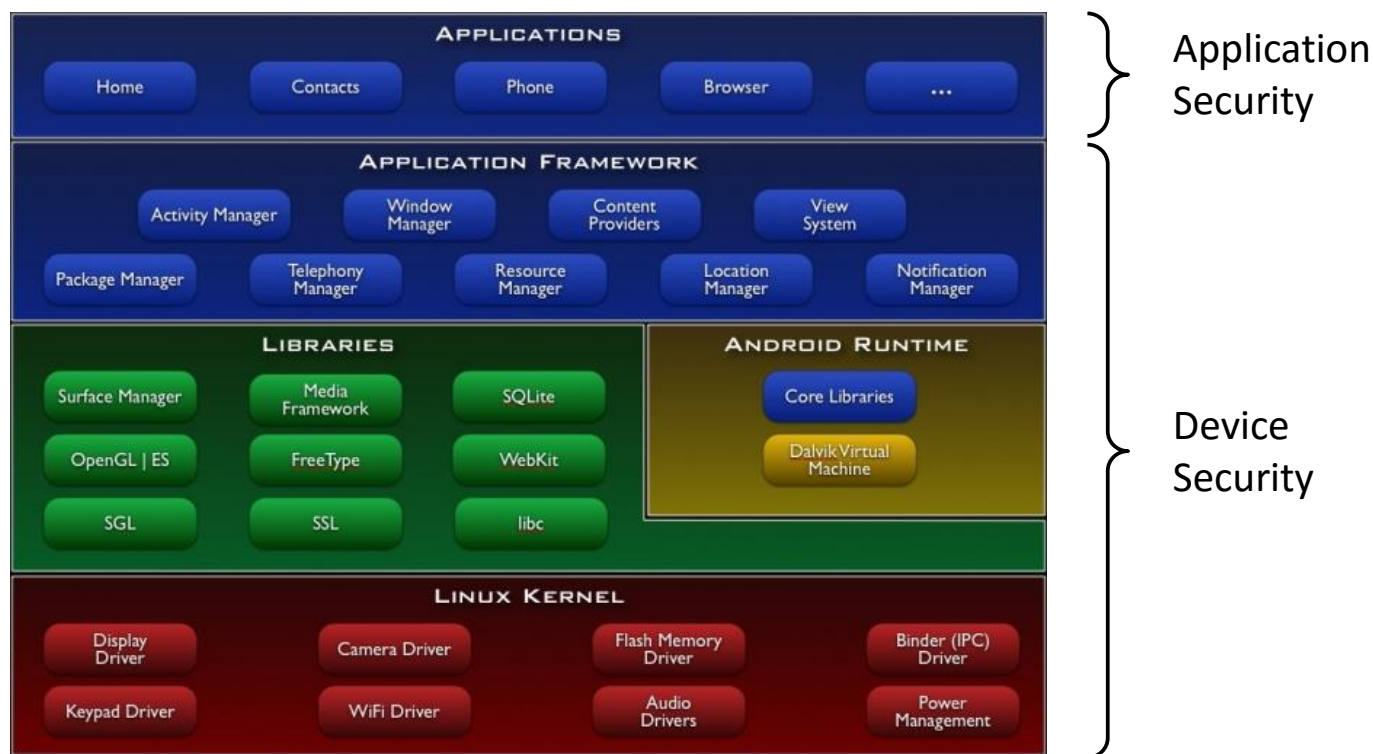 APPLICATIONS
Home
Contacts
Phone
Browser
...
Application
Security
APPLICATION FRAMEWORK
Activity Manager
Window
Manager
Content
Providers
View
System
Package Manager
Telephony
Manager
Resource
Manager
Location
Manager
Notification
Manager
LIBRARIES
Surface Manager
Media
Framework
SQLite
OpenGL | ES
FreeType
WebKit
SGL
SSL
libc
ANDROID RUNTIME
Core Libraries
Dalvik Virtual
Machine
Device
Security
LINUX KERNEL
Display
Driver
Camera Driver
Flash Memory
Driver
Binder (IPC)
Driver
Keypad Driver
WiFi Driver
Audio
Drivers
Power
Management